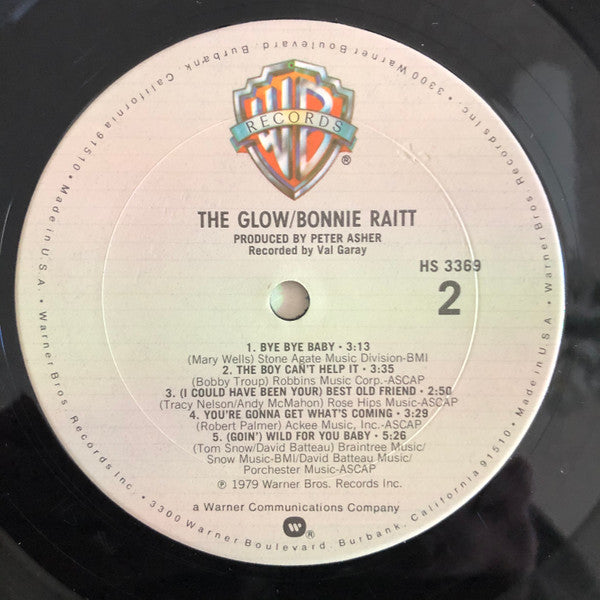 WB
RECORDS
®
THE GLOW/BONNIE RAITT
PRODUCED BY PETER ASHER
Recorded by Val Garay
HS 3369
2
1. BYE BYE BABY • 3:13
(Mary Wells) Stone Agate Music Division-BMI
2. THE BOY CAN'T HELP IT • 3:35
(Bobby Troup) Robbins Music Corp.-ASCAP
3. (I COULD HAVE BEEN YOUR) BEST OLD FRIEND • 2:50
(Tracy Nelson/Andy McMahon) Rose Hips Music-ASCAP
4. YOU'RE GONNA GET WHAT'S COMING • 3:29
(Robert Palmer) Ackee Music, Inc.-ASCAP
5. (GOIN') WILD FOR YOU BABY • 5:26
(Tom Snow/David Batteau) Braintree Music/
Snow Music-BMI/David Batteau Music/
Porchester Music-ASCAP
℗ 1979 Warner Bros. Records Inc.
a Warner Communications Company
®
Warner Bros. Records Inc. • 3300 Warner Boulevard, Burbank, California 91510 • Made in U.S.A. • Warner Bros. Records Inc. • 3300 Warner Boulevard, Burbank, California 91510 • Made in U.S.A. •